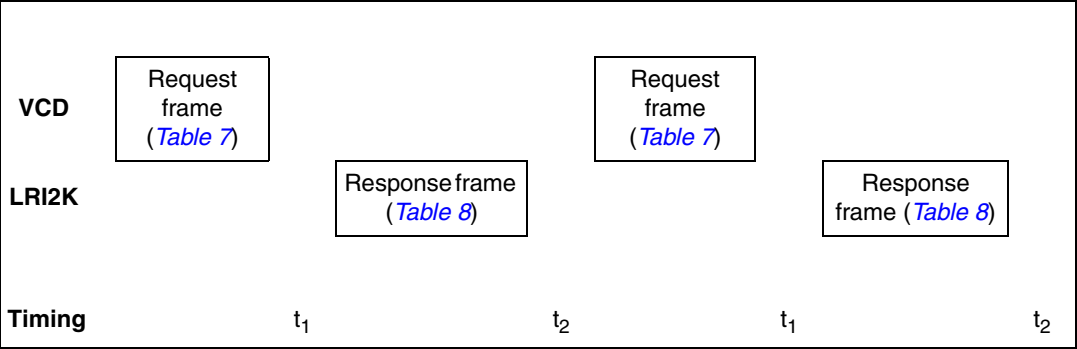 VCD
Request
frame
(Table 7)
Request
frame
(Table 7)
LRI2K
Response frame
(Table 8)
Response
frame (Table 8)
Timing t1 t2 t1 t2